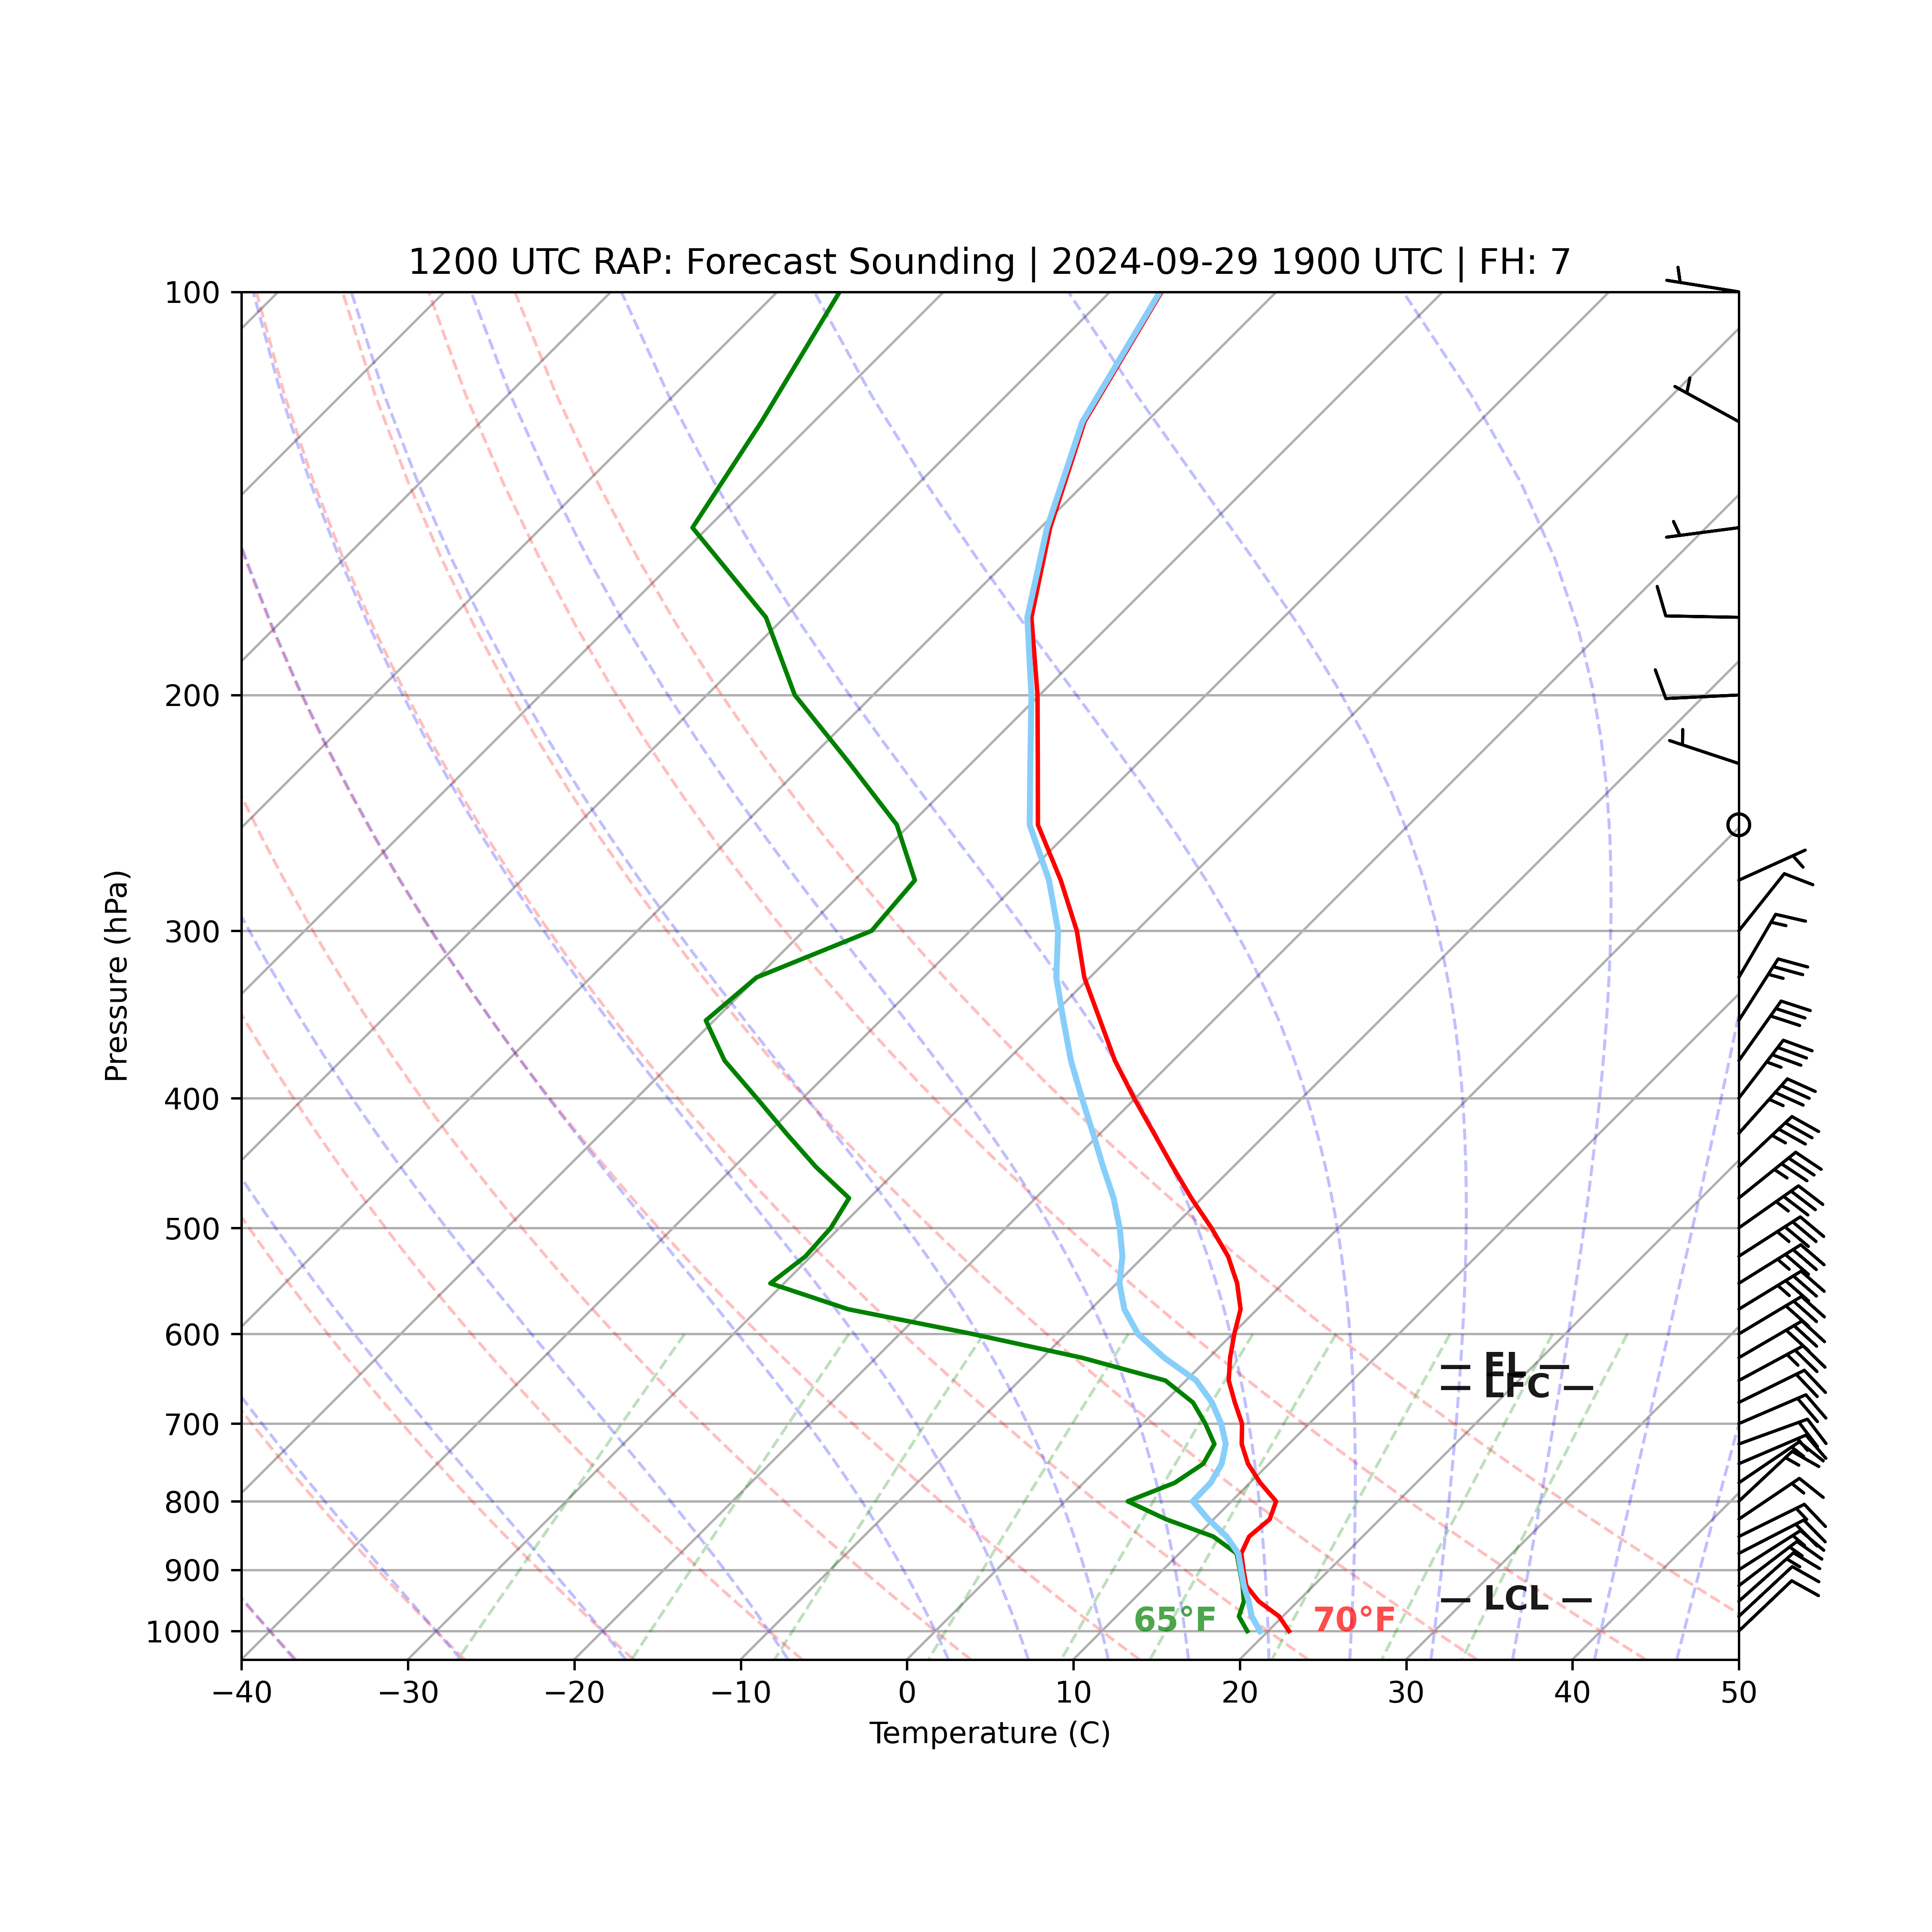 1200 UTC RAP: Forecast Sounding | 2024-09-29 1900 UTC | FH: 7
100
200
300
400
500
600
700
800
900
1000
Pressure (hPa)
— EL —
— LFC —
— LCL —
65°F
70°F
−40
−30
−20
−10
0
10
20
30
40
50
Temperature (C)